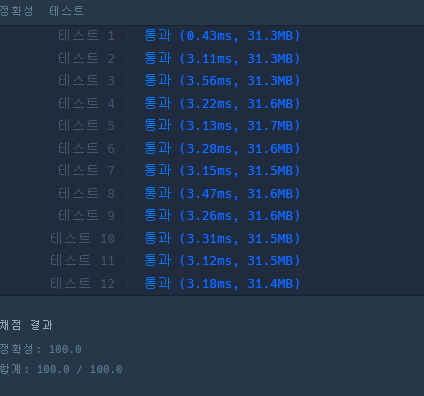 정확성 테스트
테스트 1 〉 통과 (0.43ms, 31.3MB)
테스트 2 〉 통과 (3.11ms, 31.3MB)
테스트 3 〉 통과 (3.56ms, 31.3MB)
테스트 4 〉 통과 (3.22ms, 31.6MB)
테스트 5 〉 통과 (3.13ms, 31.7MB)
테스트 6 〉 통과 (3.28ms, 31.6MB)
테스트 7 〉 통과 (3.15ms, 31.5MB)
테스트 8 〉 통과 (3.47ms, 31.6MB)
테스트 9 〉 통과 (3.26ms, 31.6MB)
테스트 10 〉 통과 (3.31ms, 31.5MB)
테스트 11 〉 통과 (3.12ms, 31.5MB)
테스트 12 〉 통과 (3.18ms, 31.4MB)
채점 결과
정확성: 100.0
합계: 100.0 / 100.0